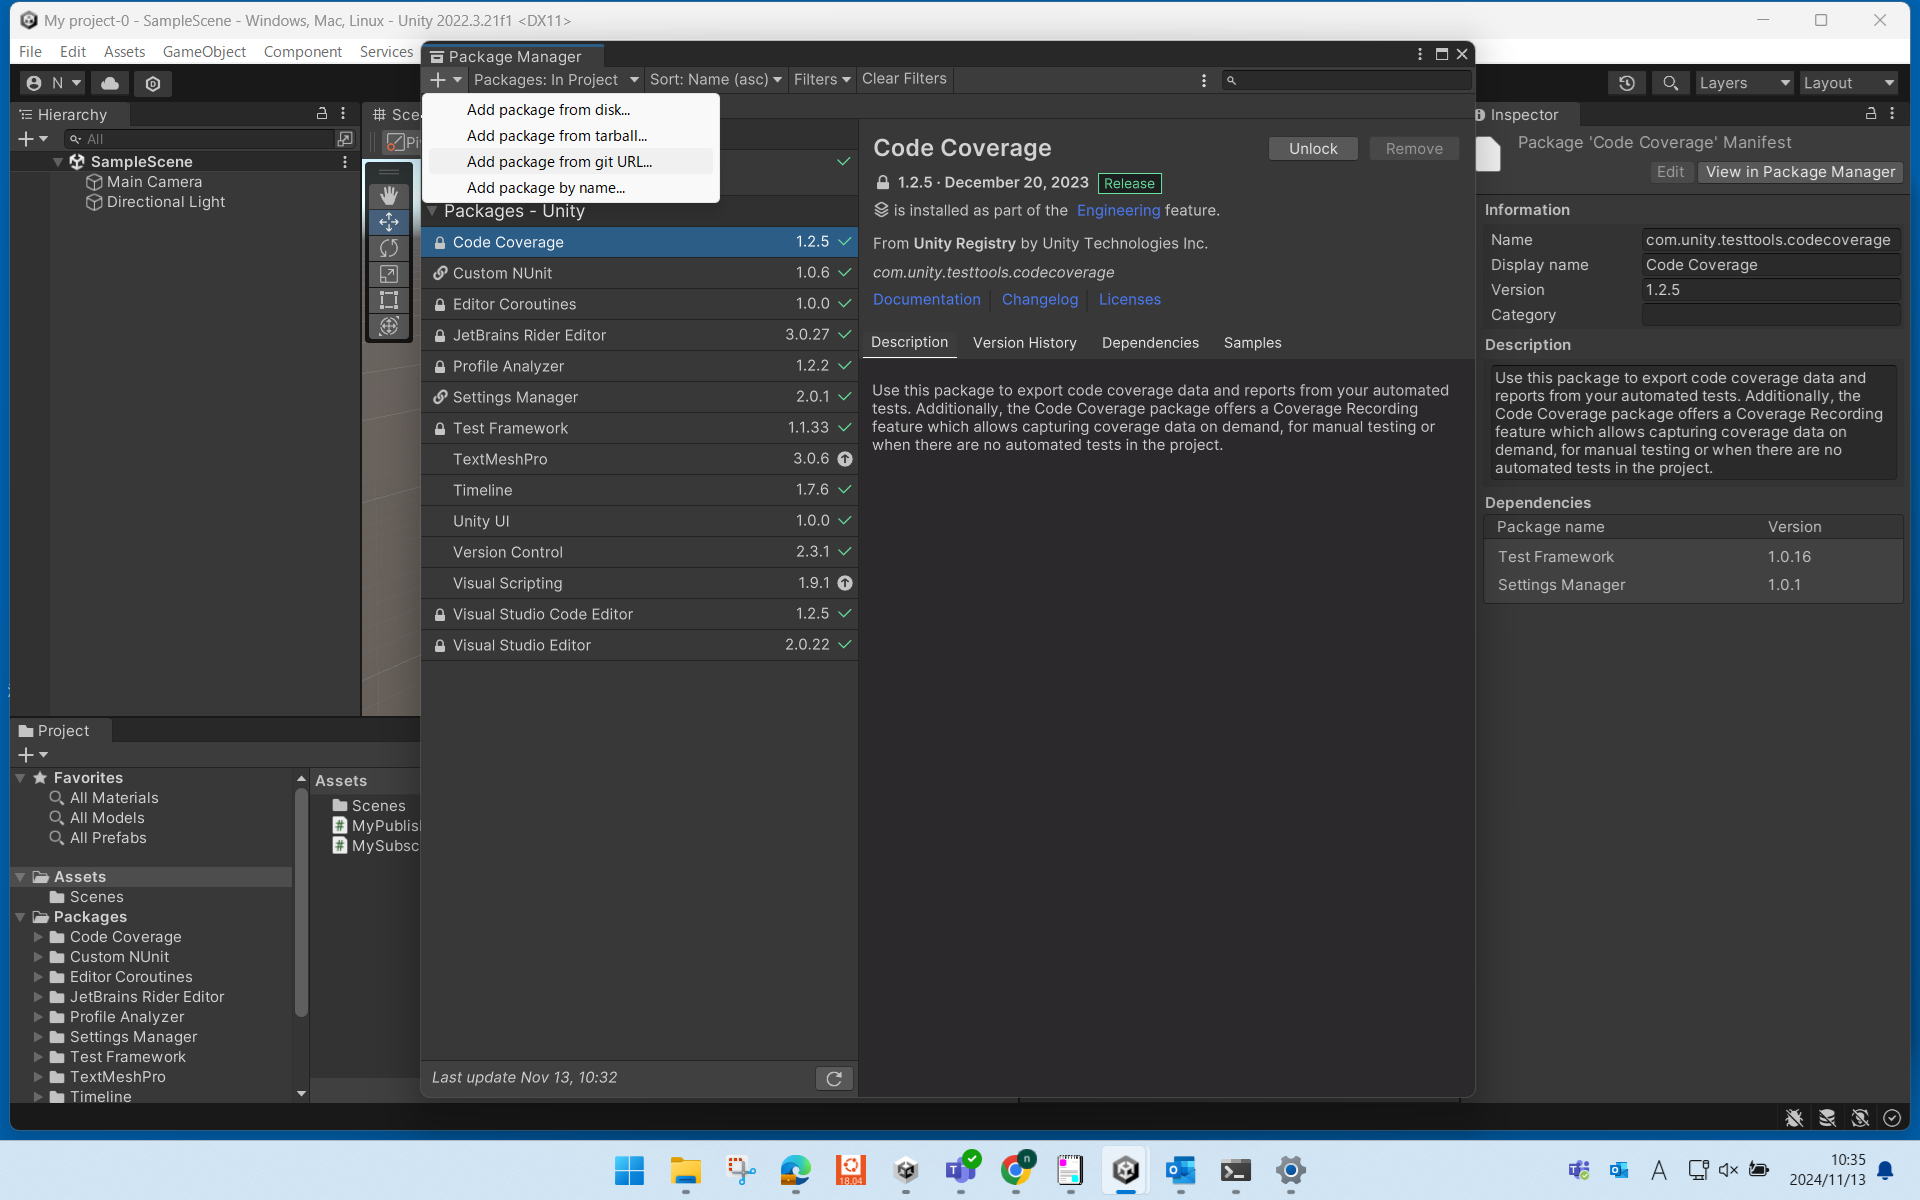 My project-0 - SampleScene - Windows, Mac, Linux - Unity 2022.3.21f1 <DX11>
File Edit Assets GameObject Component Services
Package Manager
N
Packages: In Project
Sort: Name (asc)
Filters
Clear Filters
Layers
Layout
Hierarchy
All
SampleScene
Main Camera
Directional Light
Sce
Add package from disk...
Add package from tarball...
Add package from git URL...
Add package by name...
Packages - Unity
Code Coverage 1.2.5
Custom NUnit 1.0.6
Editor Coroutines 1.0.0
JetBrains Rider Editor 3.0.27
Profile Analyzer 1.2.2
Settings Manager 2.0.1
Test Framework 1.1.33
TextMeshPro 3.0.6
Timeline 1.7.6
Unity UI 1.0.0
Version Control 2.3.1
Visual Scripting 1.9.1
Visual Studio Code Editor 1.2.5
Visual Studio Editor 2.0.22
Last update Nov 13, 10:32
Code Coverage
Unlock
Remove
1.2.5 · December 20, 2023 Release
is installed as part of the Engineering feature.
From Unity Registry by Unity Technologies Inc.
com.unity.testtools.codecoverage
Documentation Changelog Licenses
Description Version History Dependencies Samples
Use this package to export code coverage data and reports from your automated
tests. Additionally, the Code Coverage package offers a Coverage Recording
feature which allows capturing coverage data on demand, for manual testing or
when there are no automated tests in the project.
Inspector
Package 'Code Coverage' Manifest
Edit
View in Package Manager
Information
Name com.unity.testtools.codecoverage
Display name Code Coverage
Version 1.2.5
Category
Description
Use this package to export code coverage data and
reports from your automated tests. Additionally, the
Code Coverage package offers a Coverage Recording
feature which allows capturing coverage data on
demand, for manual testing or when there are no
automated tests in the project.
Dependencies
Package name Version
Test Framework 1.0.16
Settings Manager 1.0.1
Project
Favorites
All Materials
All Models
All Prefabs
Assets
Scenes
Packages
Code Coverage
Custom NUnit
Editor Coroutines
JetBrains Rider Editor
Profile Analyzer
Settings Manager
Test Framework
TextMeshPro
Timeline
Assets
Scenes
MyPublis
MySubsc
18.04
n
A
10:35
2024/11/13